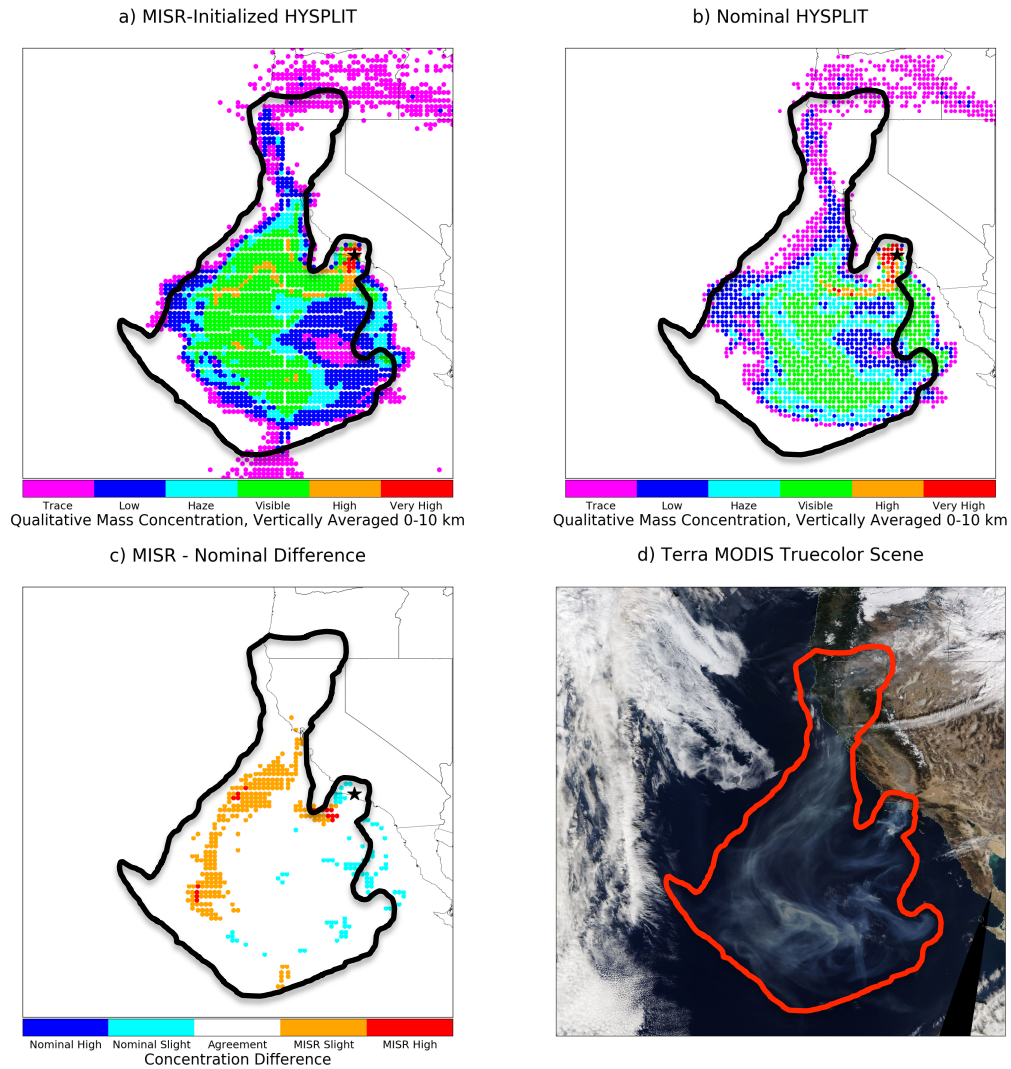 a) MISR-Initialized HYSPLIT
b) Nominal HYSPLIT
Trace Low Haze Visible High Very High
Qualitative Mass Concentration, Vertically Averaged 0-10 km
Trace Low Haze Visible High Very High
Qualitative Mass Concentration, Vertically Averaged 0-10 km
c) MISR - Nominal Difference
d) Terra MODIS Truecolor Scene
Nominal High Nominal Slight Agreement MISR Slight MISR High
Concentration Difference